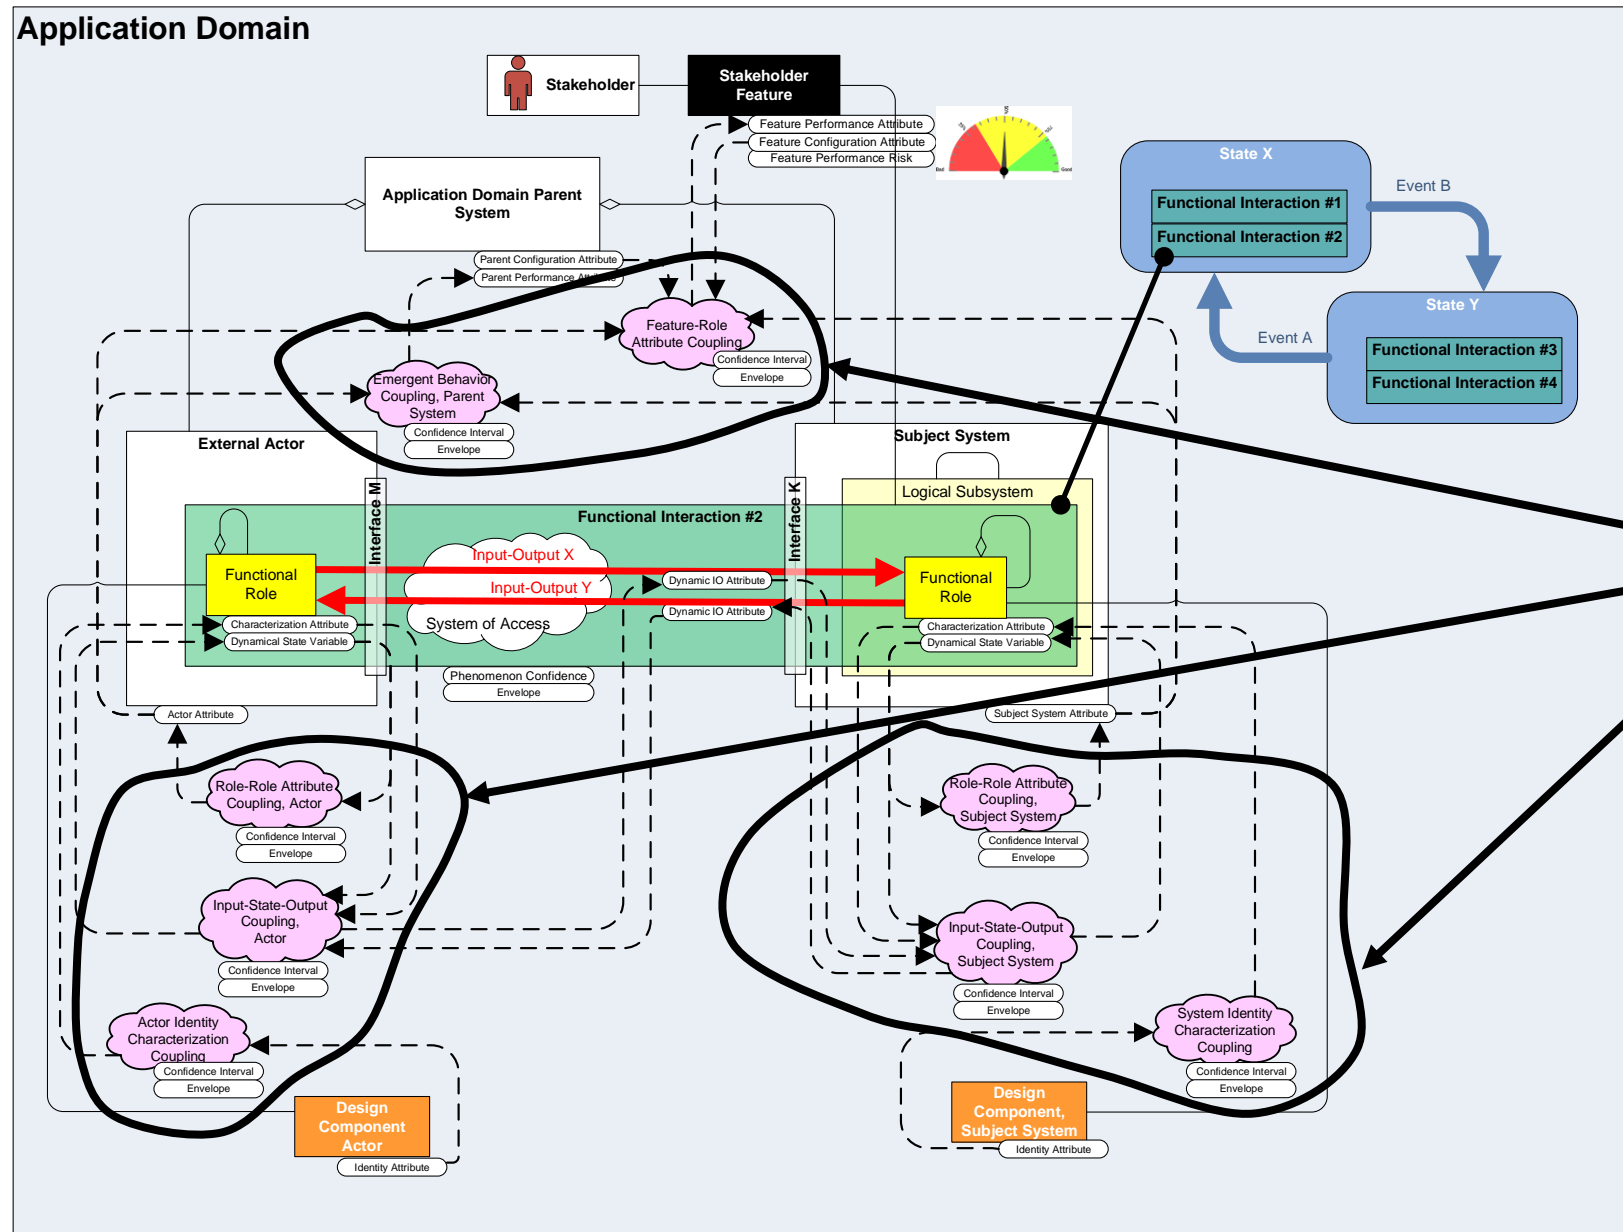 Application Domain
Stakeholder
Stakeholder
Feature
Feature Performance Attribute
Feature Configuration Attribute
Feature Performance Risk
Bad
Good
State X
Functional Interaction #1
Functional Interaction #2
Event B
State Y
Event A
Functional Interaction #3
Functional Interaction #4
Application Domain Parent
System
Parent Configuration Attribute
Parent Performance Attribute
Feature-Role
Attribute Coupling
Confidence Interval
Envelope
Emergent Behavior
Coupling, Parent
System
Confidence Interval
Envelope
External Actor
Subject System
Interface M
Interface K
Logical Subsystem
Functional Interaction #2
Functional
Role
Input-Output X
Input-Output Y
System of Access
Dynamic IO Attribute
Dynamic IO Attribute
Functional
Role
Characterization Attribute
Dynamical State Variable
Characterization Attribute
Dynamical State Variable
Phenomenon Confidence
Envelope
Actor Attribute
Subject System Attribute
Role-Role Attribute
Coupling, Actor
Confidence Interval
Envelope
Role-Role Attribute
Coupling,
Subject System
Confidence Interval
Envelope
Input-State-Output
Coupling,
Actor
Confidence Interval
Envelope
Input-State-Output
Coupling,
Subject System
Confidence Interval
Envelope
Actor Identity
Characterization
Coupling
Confidence Interval
Envelope
System Identity
Characterization
Coupling
Confidence Interval
Envelope
Design
Component
Actor
Identity Attribute
Design
Component,
Subject System
Identity Attribute